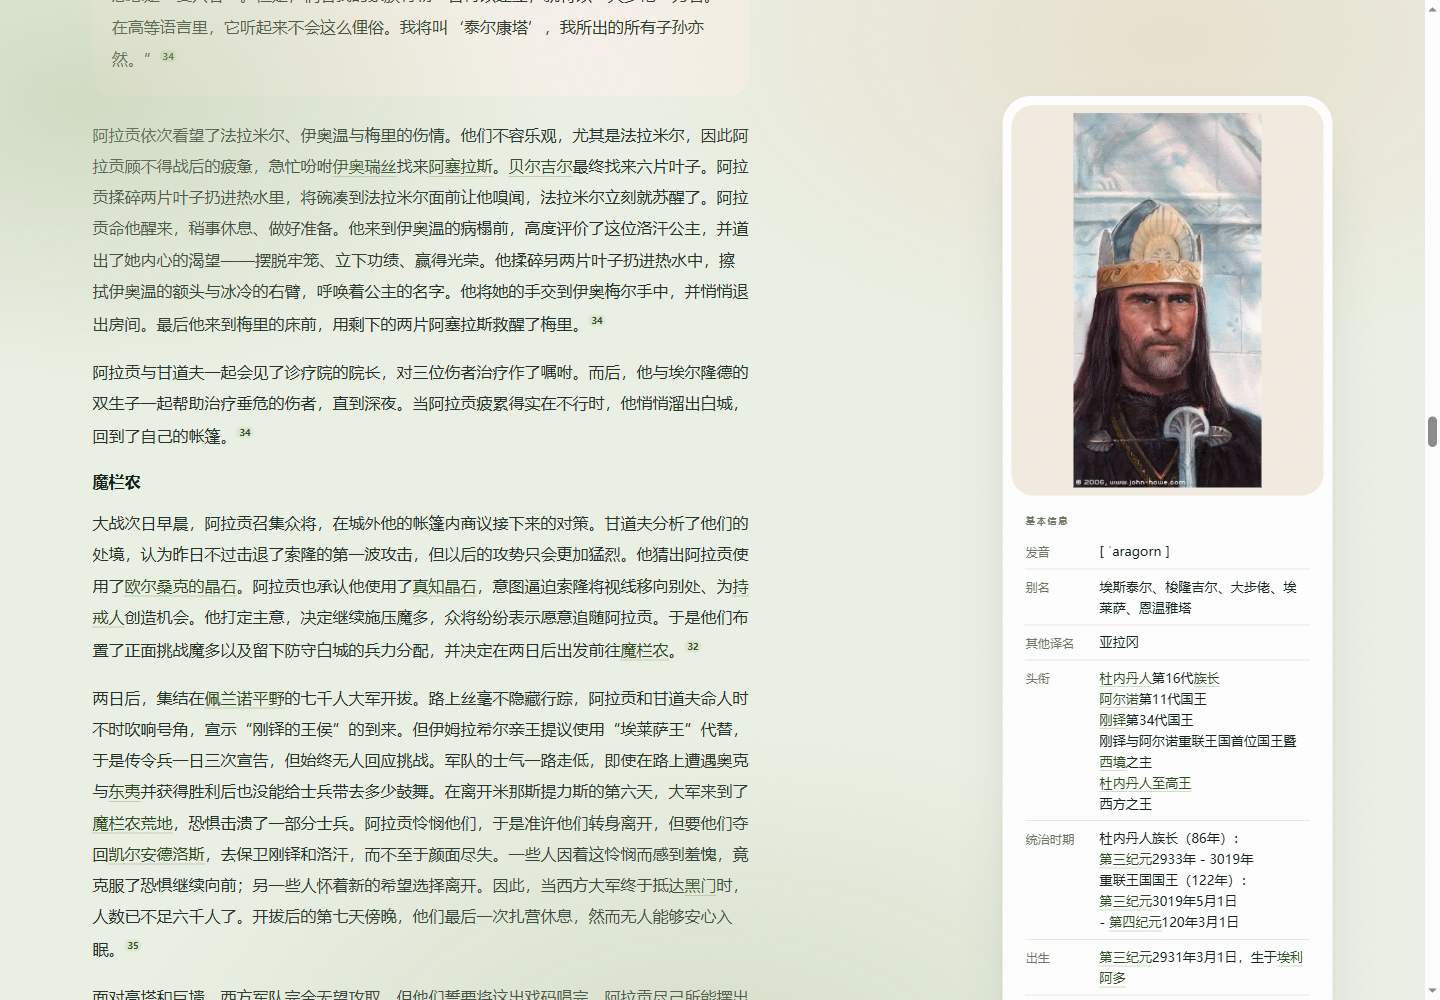 在高等语言里，它听起来不会这么俚俗。我将叫‘泰尔康塔’，我所出的所有子孙亦
然。” 34
阿拉贡依次看望了法拉米尔、伊奥温与梅里的伤情。他们不容乐观，尤其是法拉米尔，因此阿
拉贡顾不得战后的疲惫，急忙吩咐伊奥瑞丝找来阿塞拉斯。贝尔吉尔最终找来六片叶子。阿拉
贡揉碎两片叶子扔进热水里，将碗凑到法拉米尔面前让他嗅闻，法拉米尔立刻就苏醒了。阿拉
贡命他醒来，稍事休息、做好准备。他来到伊奥温的病榻前，高度评价了这位洛汗公主，并道
出了她内心的渴望——摆脱牢笼、立下功绩、赢得光荣。他揉碎另两片叶子扔进热水中，擦
拭伊奥温的额头与冰冷的右臂，呼唤着公主的名字。他将她的手交到伊奥梅尔手中，并悄悄退
出房间。最后他来到梅里的床前，用剩下的两片阿塞拉斯救醒了梅里。 34
阿拉贡与甘道夫一起会见了诊疗院的院长，对三位伤者治疗作了嘱咐。而后，他与埃尔隆德的
双生子一起帮助治疗垂危的伤者，直到深夜。当阿拉贡疲累得实在不行时，他悄悄溜出白城，
回到了自己的帐篷。 34
魔栏农
大战次日早晨，阿拉贡召集众将，在城外他的帐篷内商议接下来的对策。甘道夫分析了他们的
处境，认为昨日不过击退了索隆的第一波攻击，但以后的攻势只会更加猛烈。他猜出阿拉贡使
用了欧尔桑克的晶石。阿拉贡也承认他使用了真知晶石，意图逼迫索隆将视线移向别处、为持
戒人创造机会。他打定主意，决定继续施压魔多，众将纷纷表示愿意追随阿拉贡。于是他们布
置了正面挑战魔多以及留下防守白城的兵力分配，并决定在两日后出发前往魔栏农。 32
两日后，集结在佩兰诺平野的七千人大军开拔。路上丝毫不隐藏行踪，阿拉贡和甘道夫命人时
不时吹响号角，宣示“刚铎的王侯”的到来。但伊姆拉希尔亲王提议使用“埃莱萨王”代替，
于是传令兵一日三次宣告，但始终无人回应挑战。军队的士气一路走低，即使在路上遭遇奥克
与东夷并获得胜利后也没能给士兵带去多少鼓舞。在离开米那斯提力斯的第六天，大军来到了
魔栏农荒地，恐惧击溃了一部分士兵。阿拉贡怜悯他们，于是准许他们转身离开，但要他们夺
回凯尔安德洛斯，去保卫刚铎和洛汗，而不至于颜面尽失。一些人因着这怜悯而感到羞愧，竟
克服了恐惧继续向前；另一些人怀着新的希望选择离开。因此，当西方大军终于抵达黑门时，
人数已不足六千人了。开拔后的第七天傍晚，他们最后一次扎营休息，然而无人能够安心入
眠。 35
面对高塔和巨墙，西方军队完全无望攻取，但他们誓要将这出戏码唱完。阿拉贡尽己所能摆出
© 2006, www.john-howe.com
基本信息
发音 [ ˈaragorn ]
别名 埃斯泰尔、梭隆吉尔、大步佬、埃
莱萨、恩温雅塔
其他译名 亚拉冈
头衔 杜内丹人第16代族长
阿尔诺第11代国王
刚铎第34代国王
刚铎与阿尔诺重联王国首位国王暨
西境之主
杜内丹人至高王
西方之王
统治时期 杜内丹人族长（86年）:
第三纪元2933年 - 3019年
重联王国国王（122年）:
第三纪元3019年5月1日
- 第四纪元120年3月1日
出生 第三纪元2931年3月1日，生于埃利
阿多